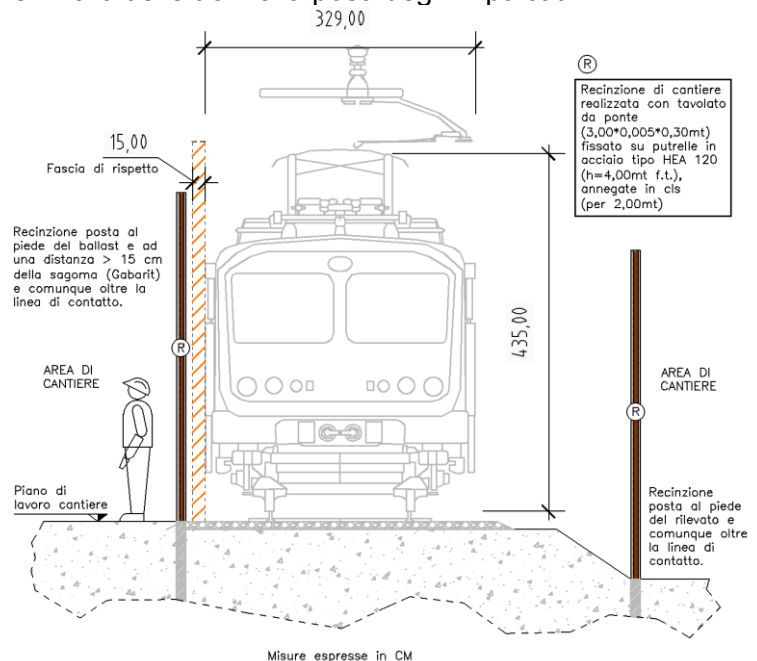 329,00
R
Recinzione di cantiere
realizzata con tavolato
da ponte
(3,00*0,005*0,30mt)
fissato su putrelle in
acciaio tipo HEA 120
(h=4,00mt f.t.),
annegate in cls
(per 2,00mt)
15,00
Fascia di rispetto
Recinzione posta al
piede del ballast e ad
una distanza > 15 cm
della sagoma (Gabarit)
e comunque oltre la
linea di contatto.
435,00
R
AREA DI
CANTIERE
AREA DI
CANTIERE
R
Piano di
lavoro cantiere
Recinzione
posta al piede
del rilevato e
comunque oltre
la linea di
contatto.
Misure espresse in CM